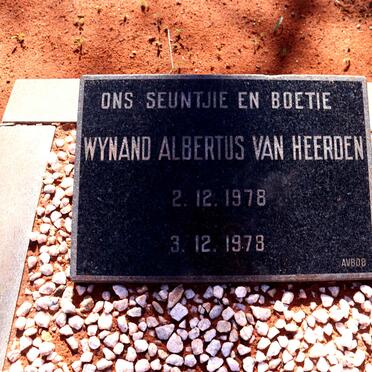 ONS SEUNTJIE EN BOETIE
WYNAND ALBERTUS VAN HEERDEN
2.12.1978
3.12.1978
AVBOB